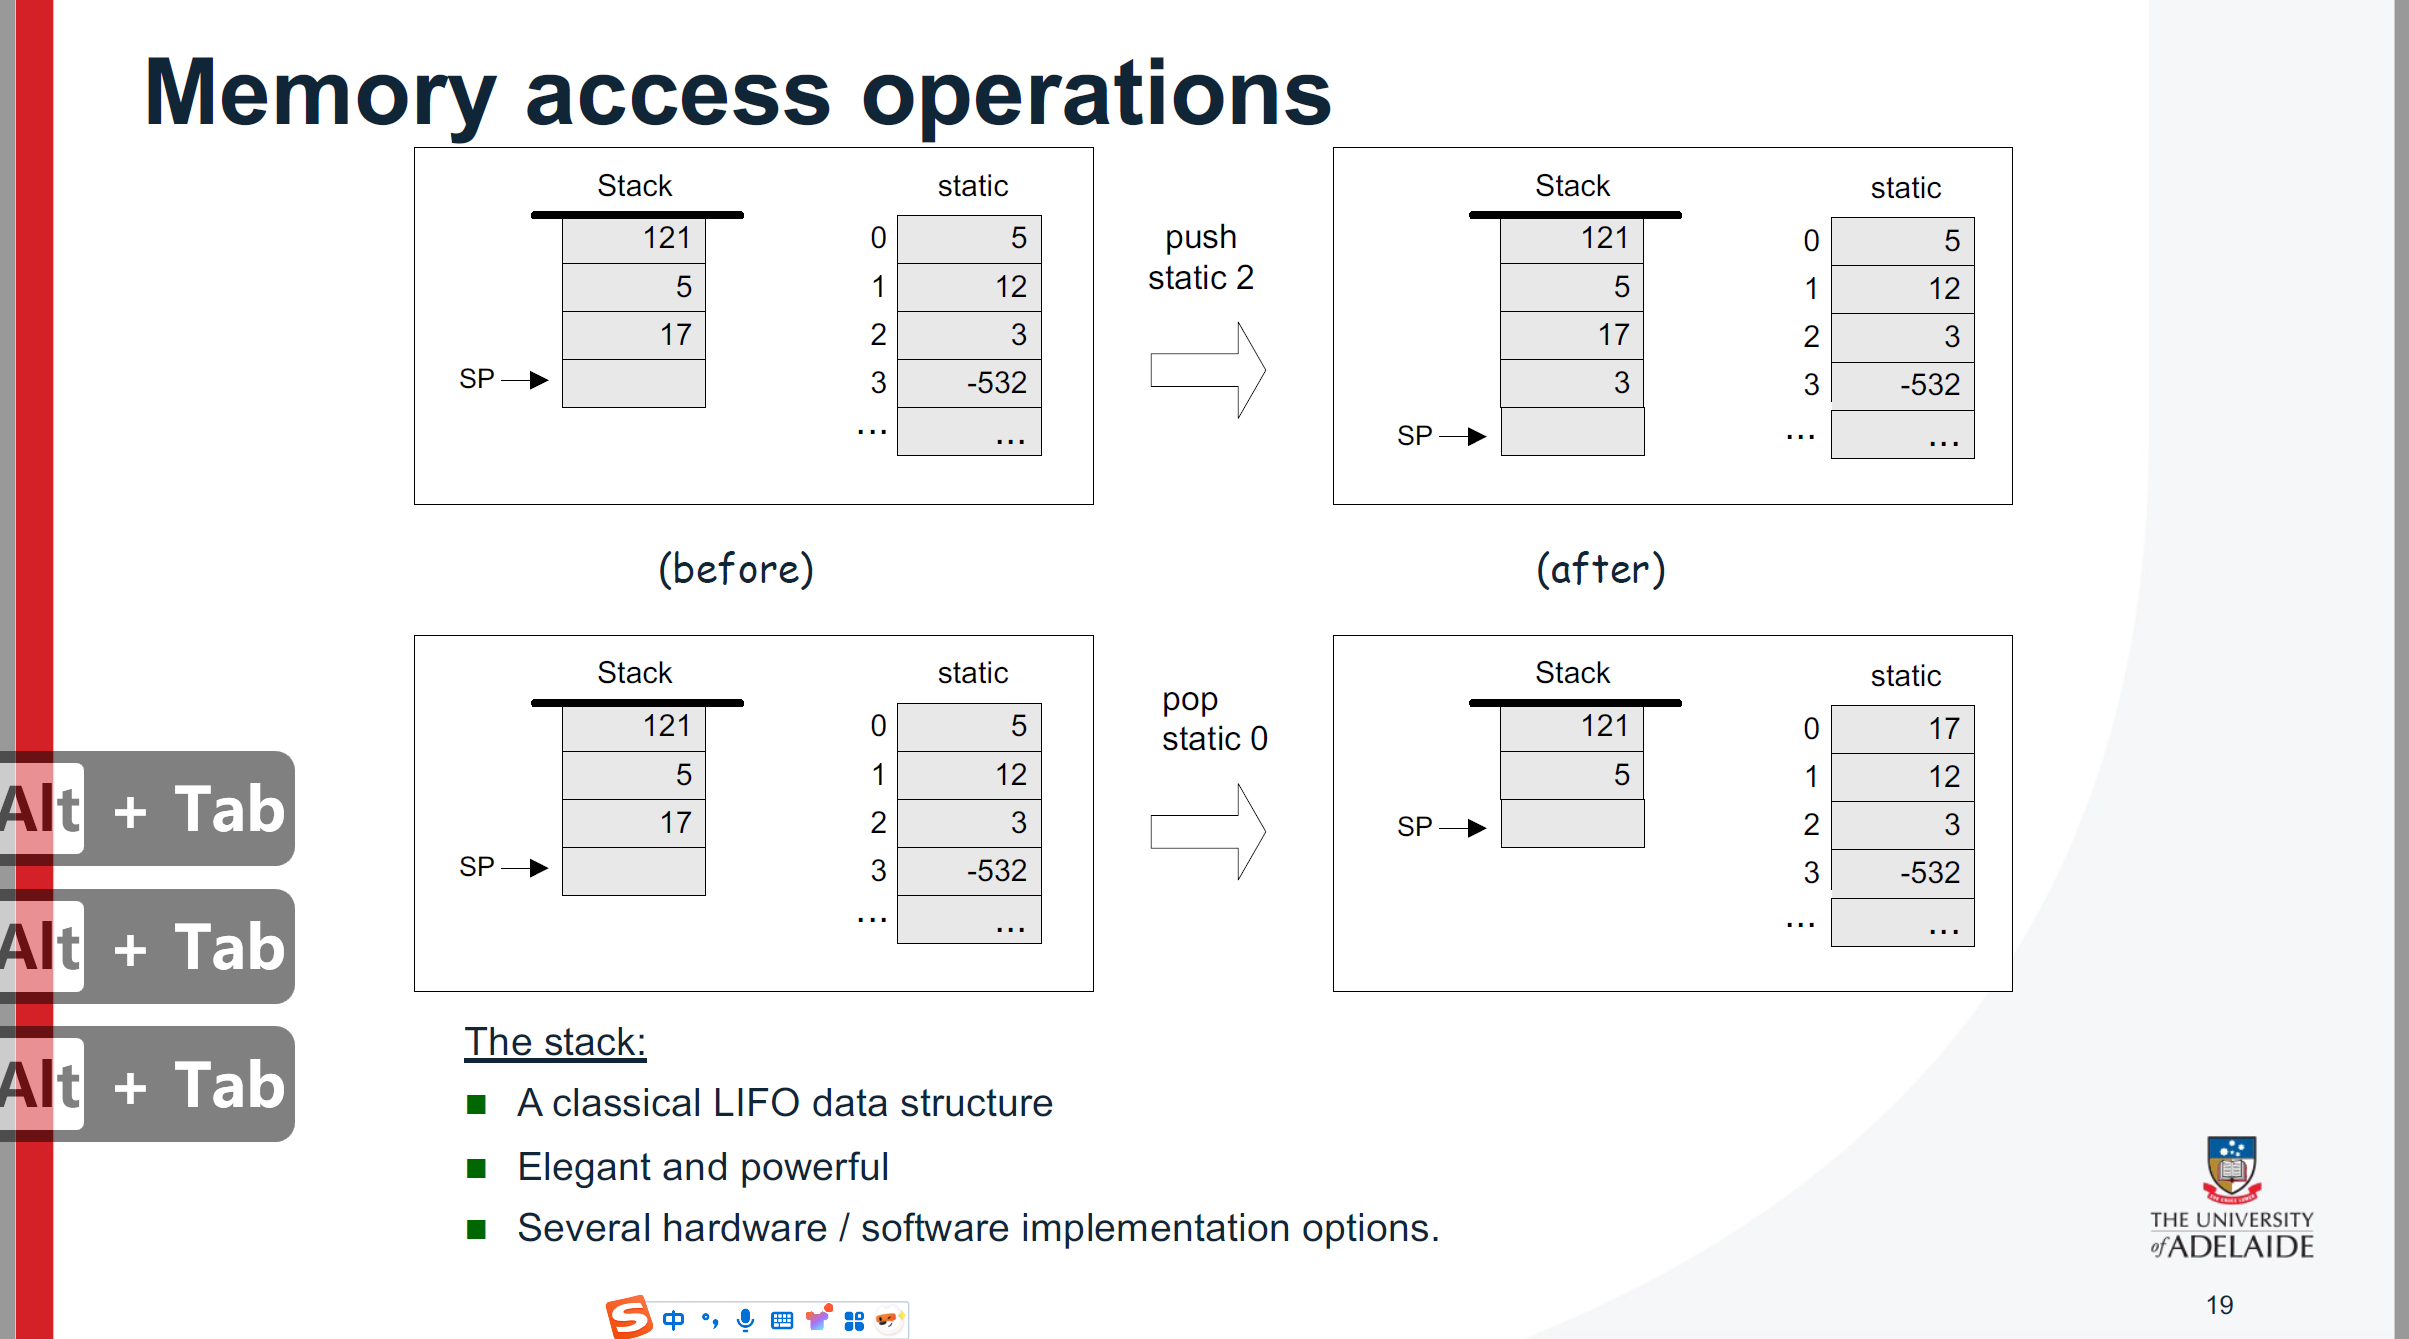 Memory access operations
Stack static
121 0 5
5 1 12
17 2 3
SP 3 -532
... ...
push
static 2
Stack static
121 0 5
5 1 12
17 2 3
3 3 -532
SP ... ...
(before) (after)
Stack static
121 0 5
5 1 12
17 2 3
SP 3 -532
... ...
pop
static 0
Stack static
121 0 17
5 1 12
SP 2 3
3 -532
... ...
Alt + Tab
Alt + Tab
Alt + Tab
The stack:
A classical LIFO data structure
Elegant and powerful
Several hardware / software implementation options.
THE UNIVERSITY
of ADELAIDE
19
S 中